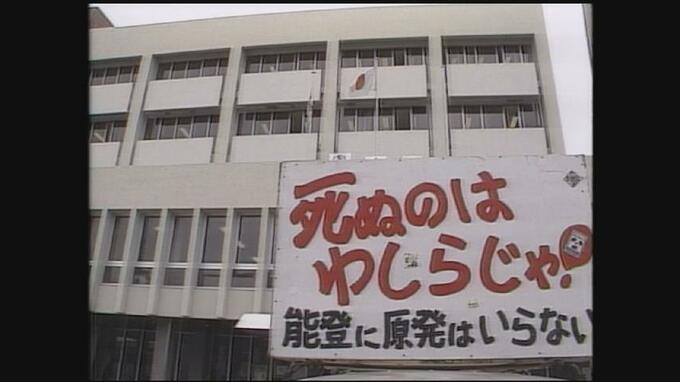 死ぬのは
わしらじゃ!
能登に原発はいらない